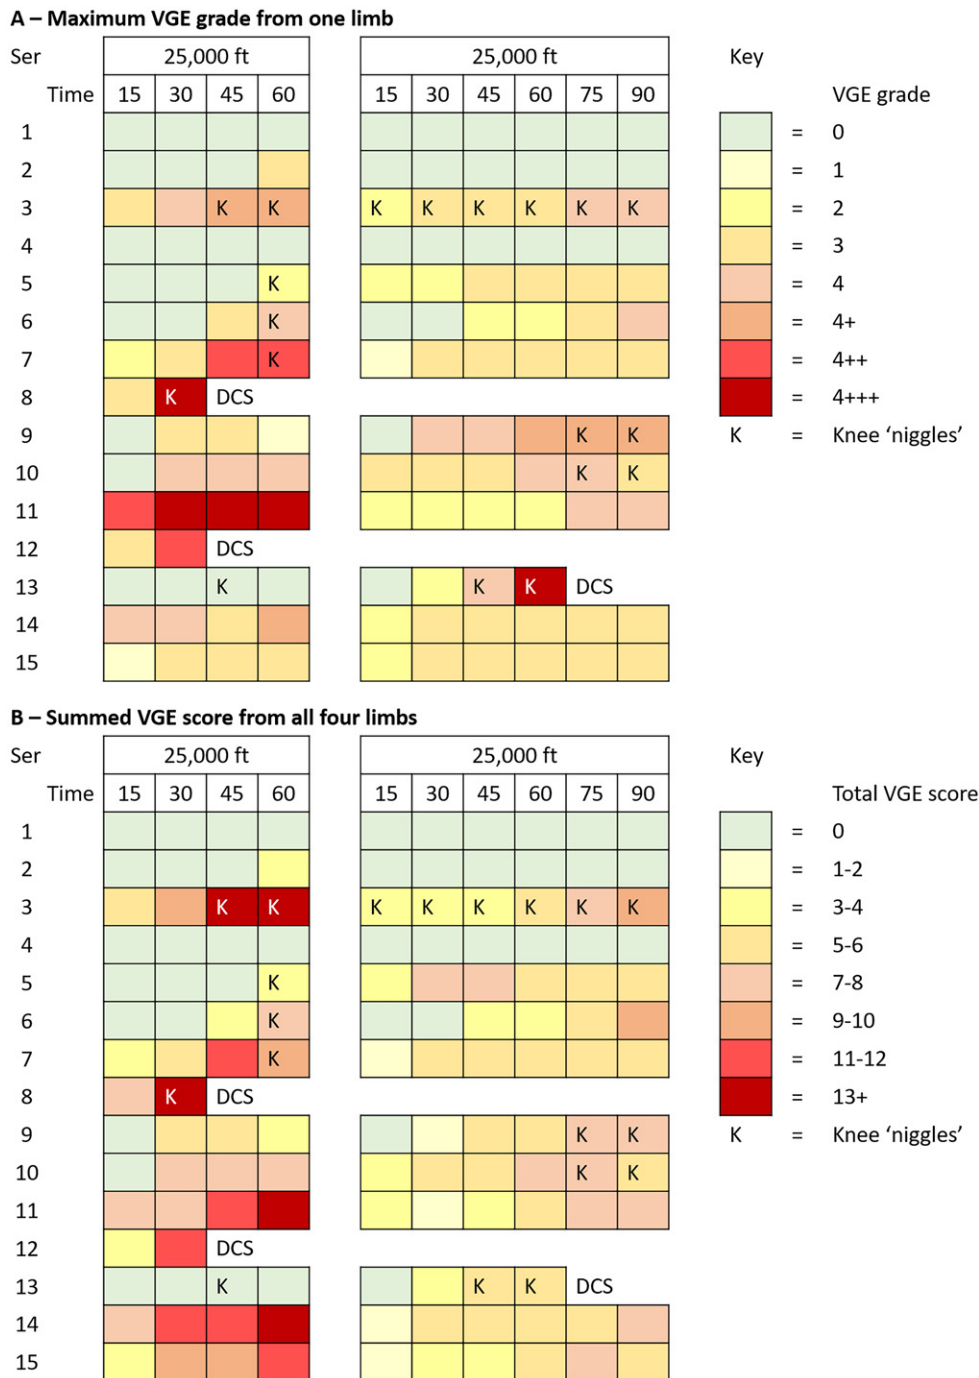 A – Maximum VGE grade from one limb
Ser 25,000 ft 25,000 ft Key
Time 15 30 45 60 15 30 45 60 75 90 VGE grade
1 = 0
2 = 1
3 K K K K K K K K = 2
4 = 3
5 K = 4
6 K = 4+
7 K = 4++
8 K DCS = 4+++
9 K K K = Knee ‘niggles’
10 K K
11
12 DCS
13 K K K DCS
14
15
B – Summed VGE score from all four limbs
Ser 25,000 ft 25,000 ft Key
Time 15 30 45 60 15 30 45 60 75 90 Total VGE score
1 = 0
2 = 1-2
3 K K K K K K K K = 3-4
4 = 5-6
5 K = 7-8
6 K = 9-10
7 K = 11-12
8 K DCS = 13+
9 K K K = Knee ‘niggles’
10 K K
11
12 DCS
13 K K K DCS
14
15